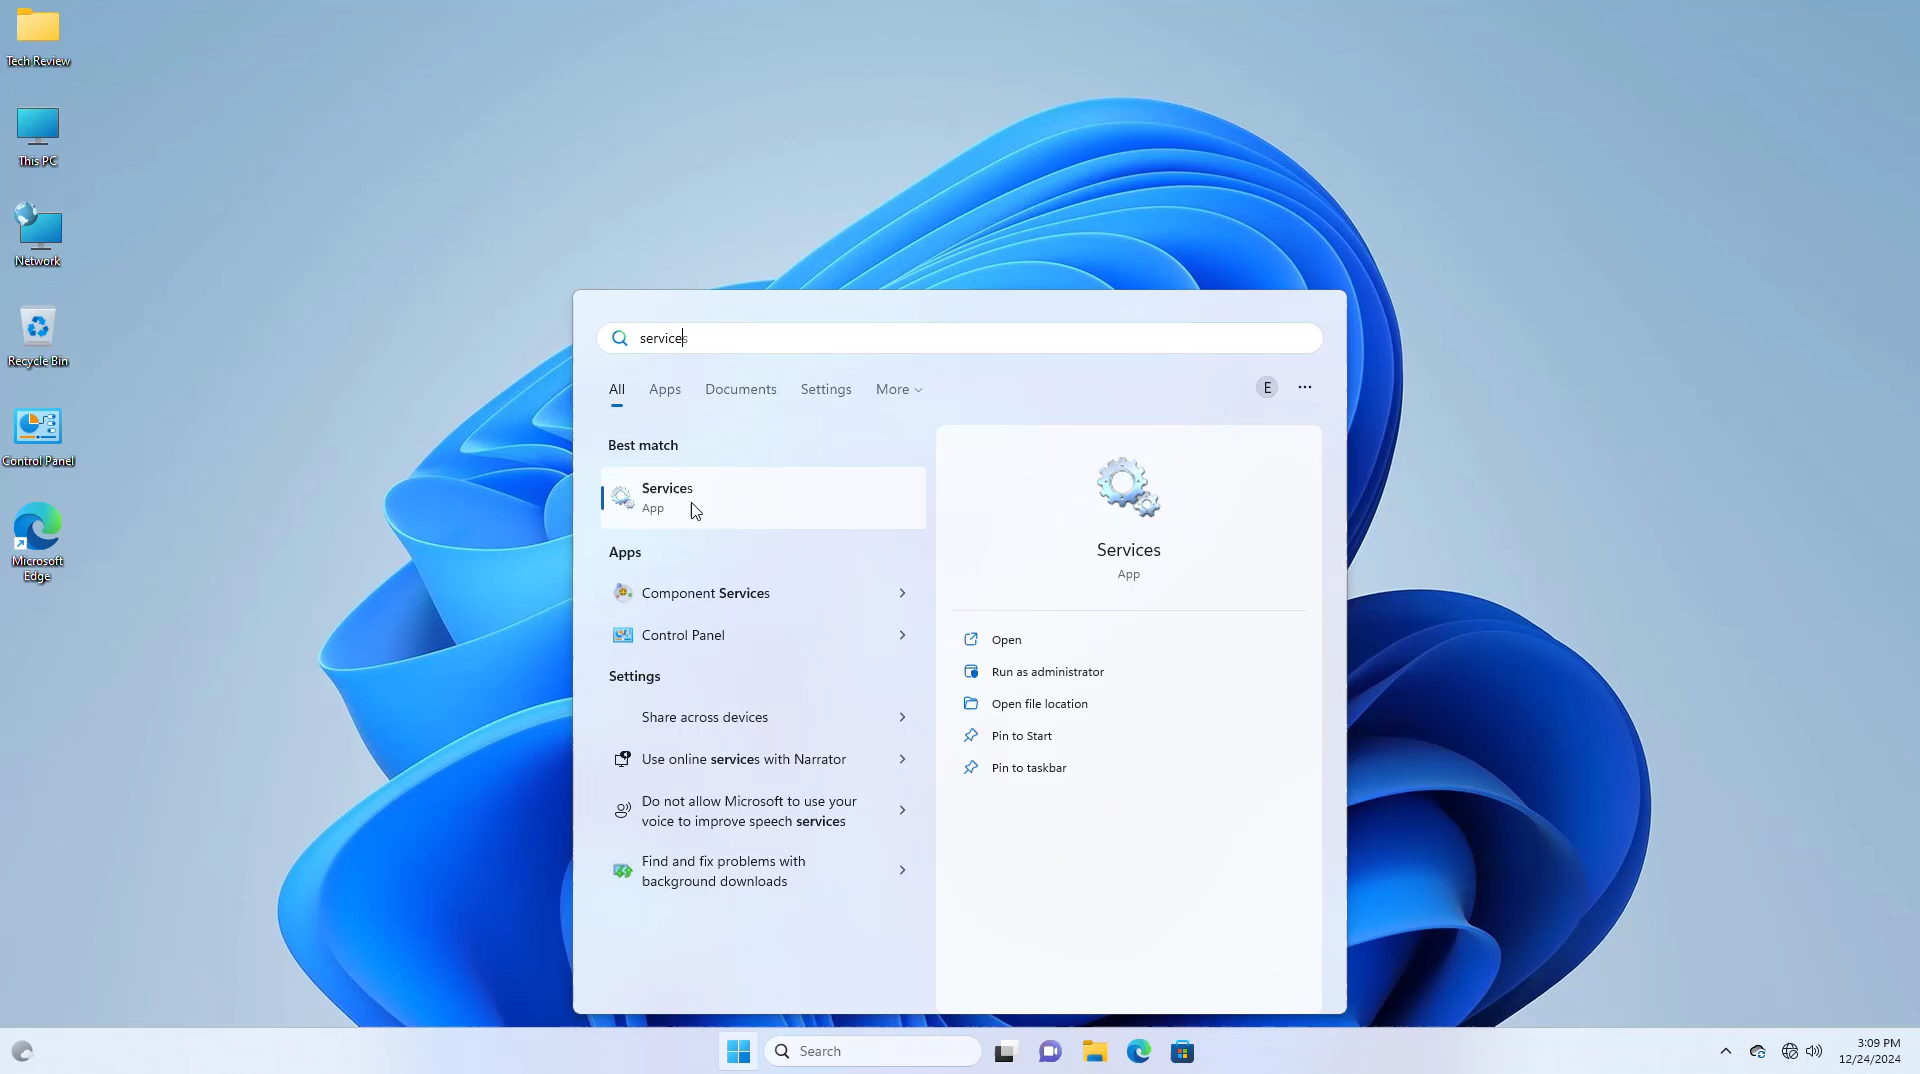 Tech Review
This PC
Network
Recycle Bin
Control Panel
Microsoft
Edge
services
All
Apps
Documents
Settings
More
E
Best match
Services
App
Apps
Component Services
Control Panel
Settings
Share across devices
Use online services with Narrator
Do not allow Microsoft to use your
voice to improve speech services
Find and fix problems with
background downloads
Services
App
Open
Run as administrator
Open file location
Pin to Start
Pin to taskbar
Search
3:09 PM
12/24/2024